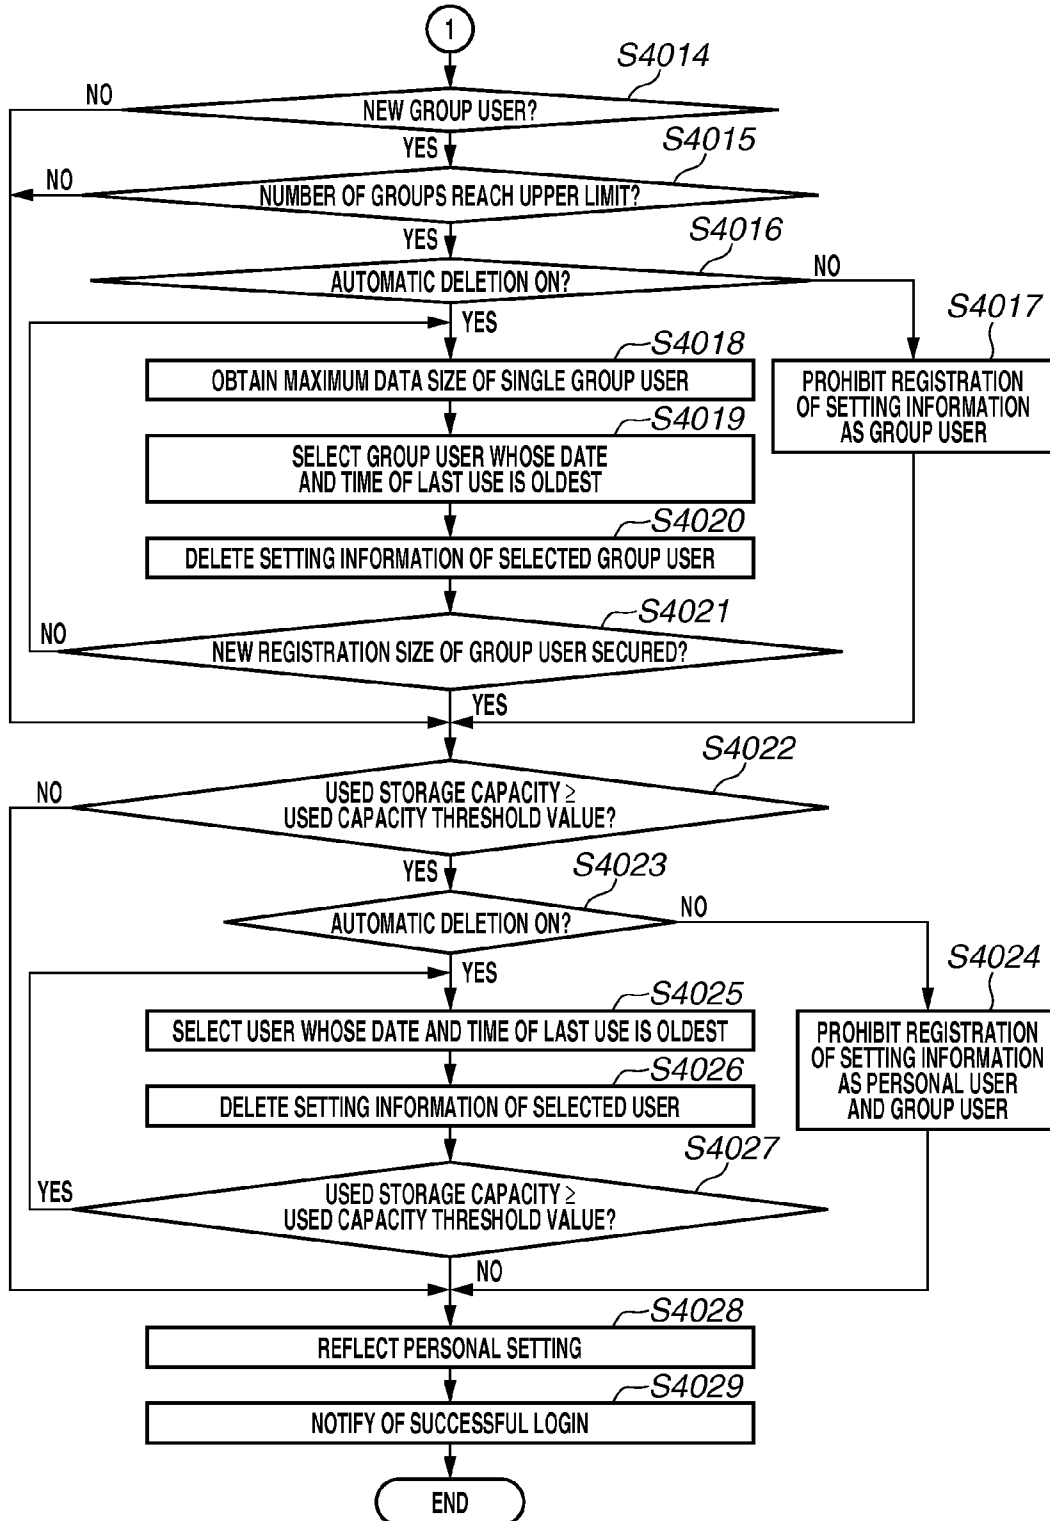 1
S4014
NO
NEW GROUP USER?
YES
S4015
NO
NUMBER OF GROUPS REACH UPPER LIMIT?
YES
S4016
AUTOMATIC DELETION ON?
NO
YES
S4017
PROHIBIT REGISTRATION
OF SETTING INFORMATION
AS GROUP USER
S4018
OBTAIN MAXIMUM DATA SIZE OF SINGLE GROUP USER
S4019
SELECT GROUP USER WHOSE DATE
AND TIME OF LAST USE IS OLDEST
S4020
DELETE SETTING INFORMATION OF SELECTED GROUP USER
S4021
NO
NEW REGISTRATION SIZE OF GROUP USER SECURED?
YES
S4022
NO
USED STORAGE CAPACITY ≥
USED CAPACITY THRESHOLD VALUE?
YES
S4023
AUTOMATIC DELETION ON?
NO
YES
S4024
PROHIBIT REGISTRATION
OF SETTING INFORMATION
AS PERSONAL USER
AND GROUP USER
S4025
SELECT USER WHOSE DATE AND TIME OF LAST USE IS OLDEST
S4026
DELETE SETTING INFORMATION OF SELECTED USER
S4027
YES
USED STORAGE CAPACITY ≥
USED CAPACITY THRESHOLD VALUE?
NO
S4028
REFLECT PERSONAL SETTING
S4029
NOTIFY OF SUCCESSFUL LOGIN
END